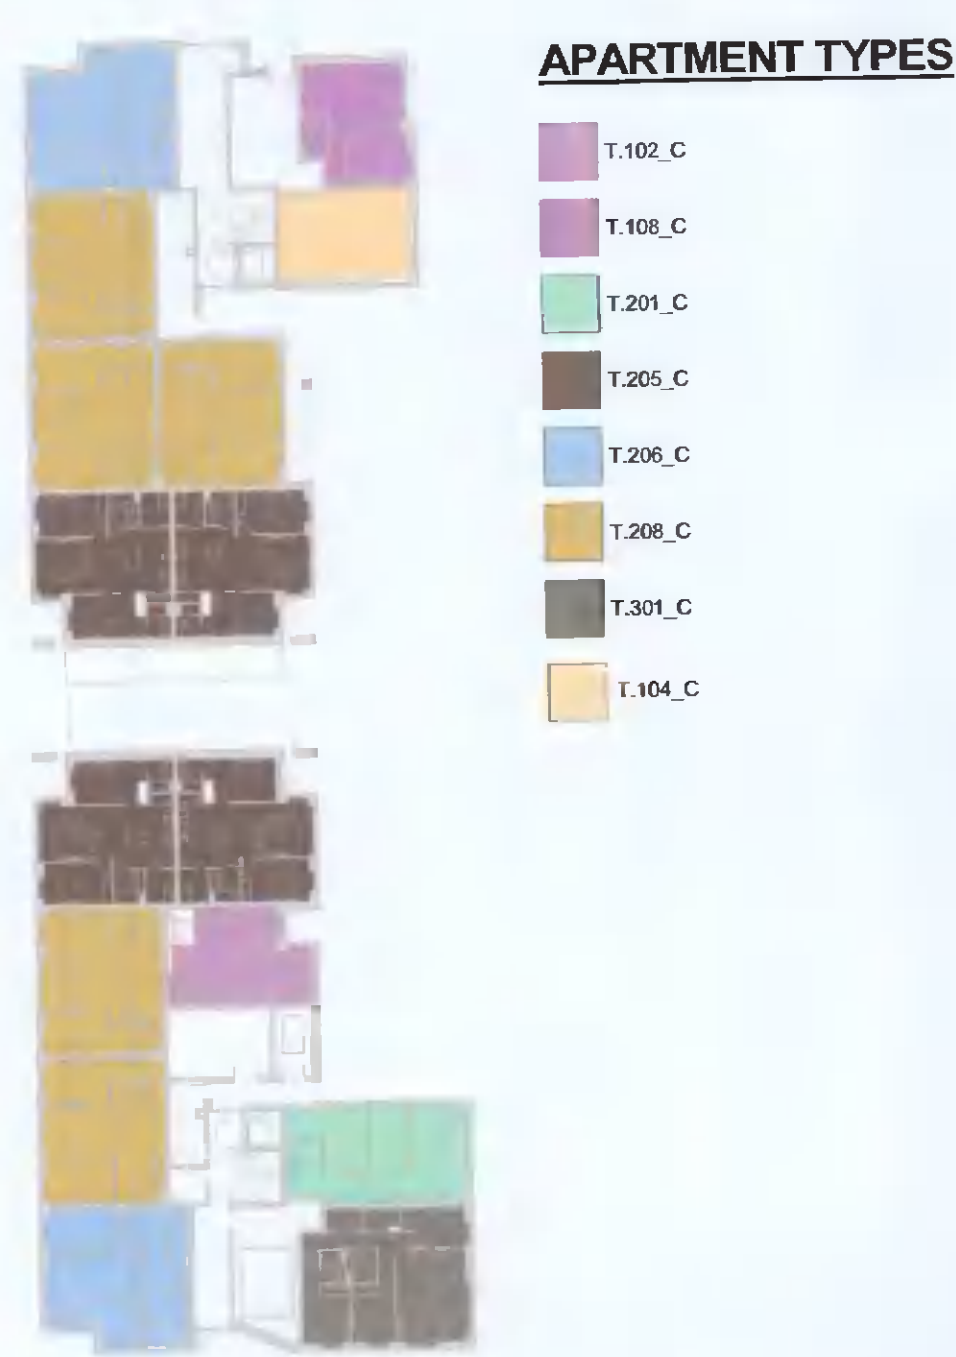 APARTMENT TYPES
T.102_C
T.108_C
T.201_C
T.205_C
T.206_C
T.208_C
T.301_C
T.104_C